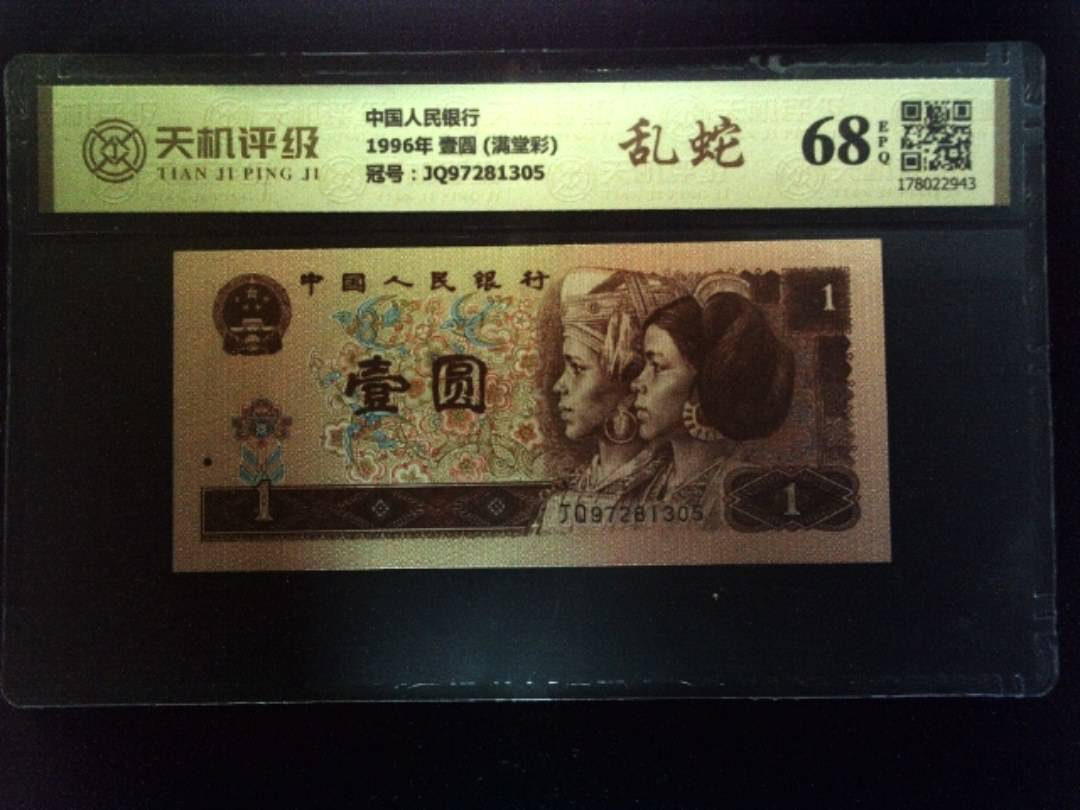 天机评级
TIAN JI PING JI
中国人民银行
1996年 壹圆 (满堂彩)
冠号：JQ97281305
乱蛇
68
EPQ
178022943
中国人民银行
1
壹圆
1
JQ97281305
1